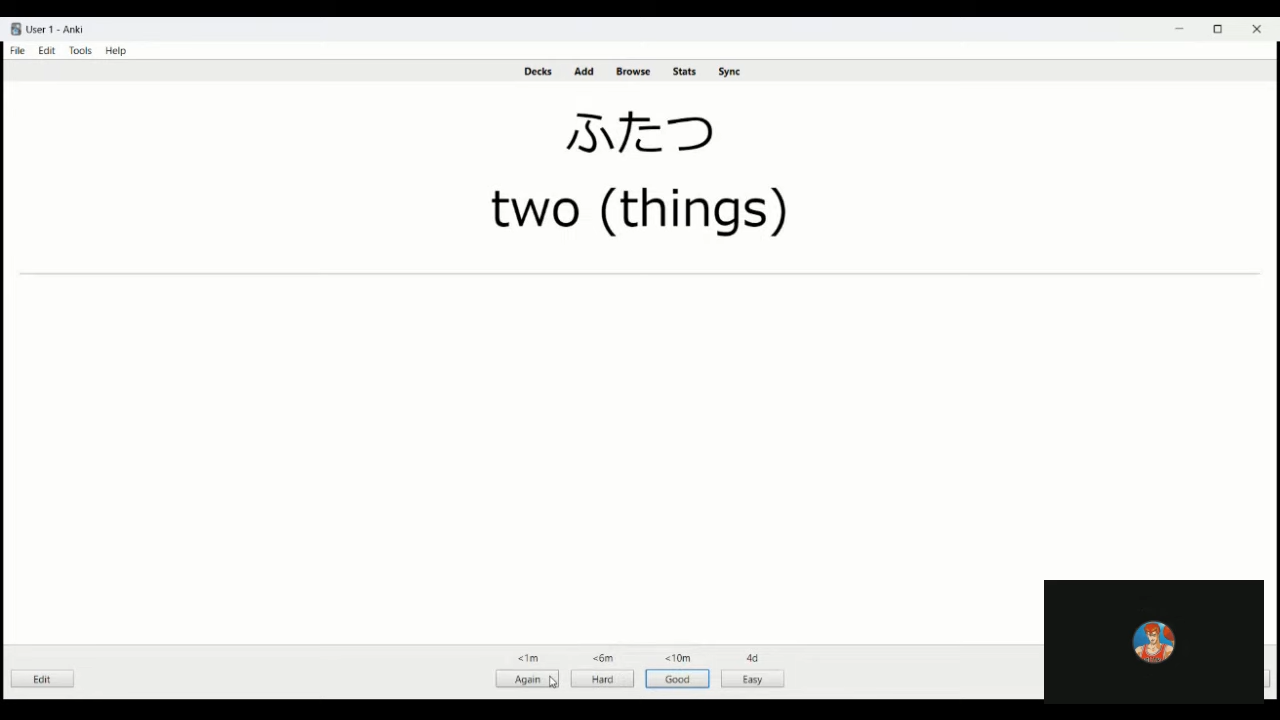 User 1 - Anki
File Edit Tools Help
Decks Add Browse Stats Sync
ふたつ
two (things)
<1m <6m <10m 4d
Edit Again Hard Good Easy